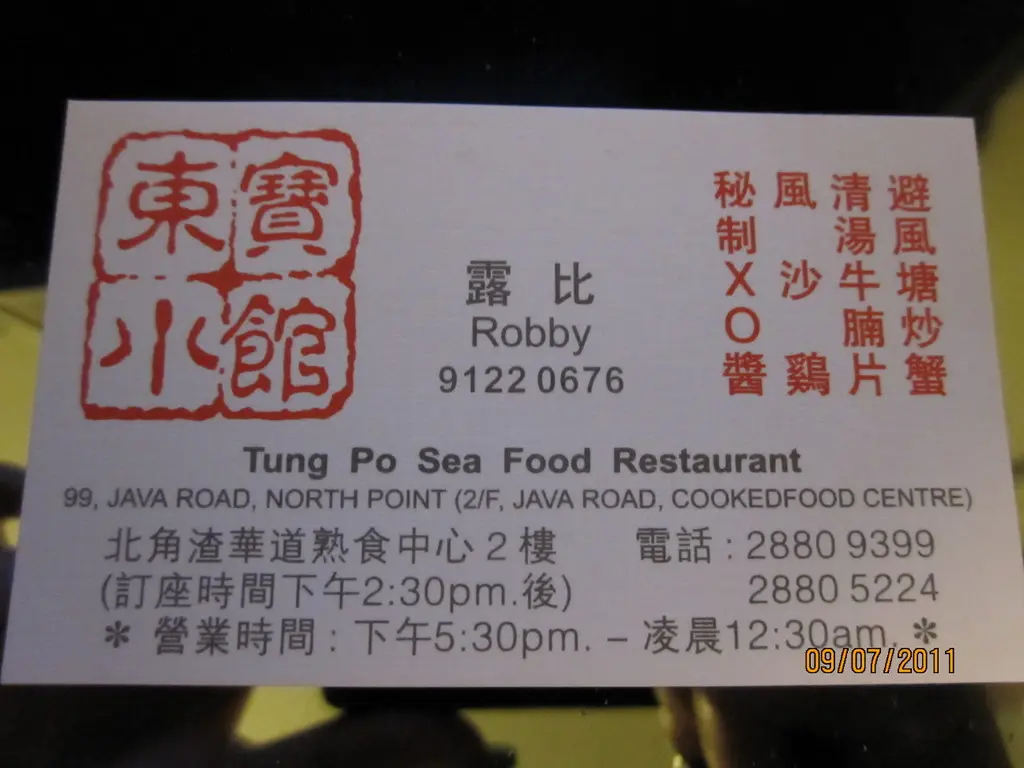 東寶
小館
露比
Robby
9122 0676
避風塘炒蟹
清湯牛腩片
風沙鷄
秘制XO醬
Tung Po Sea Food Restaurant
99, JAVA ROAD, NORTH POINT (2/F, JAVA ROAD, COOKEDFOOD CENTRE)
北角渣華道熟食中心2樓 電話:2880 9399
(訂座時間下午2:30pm.後) 2880 5224
* 營業時間:下午5:30pm. – 凌晨12:30am. *
09/07/2011